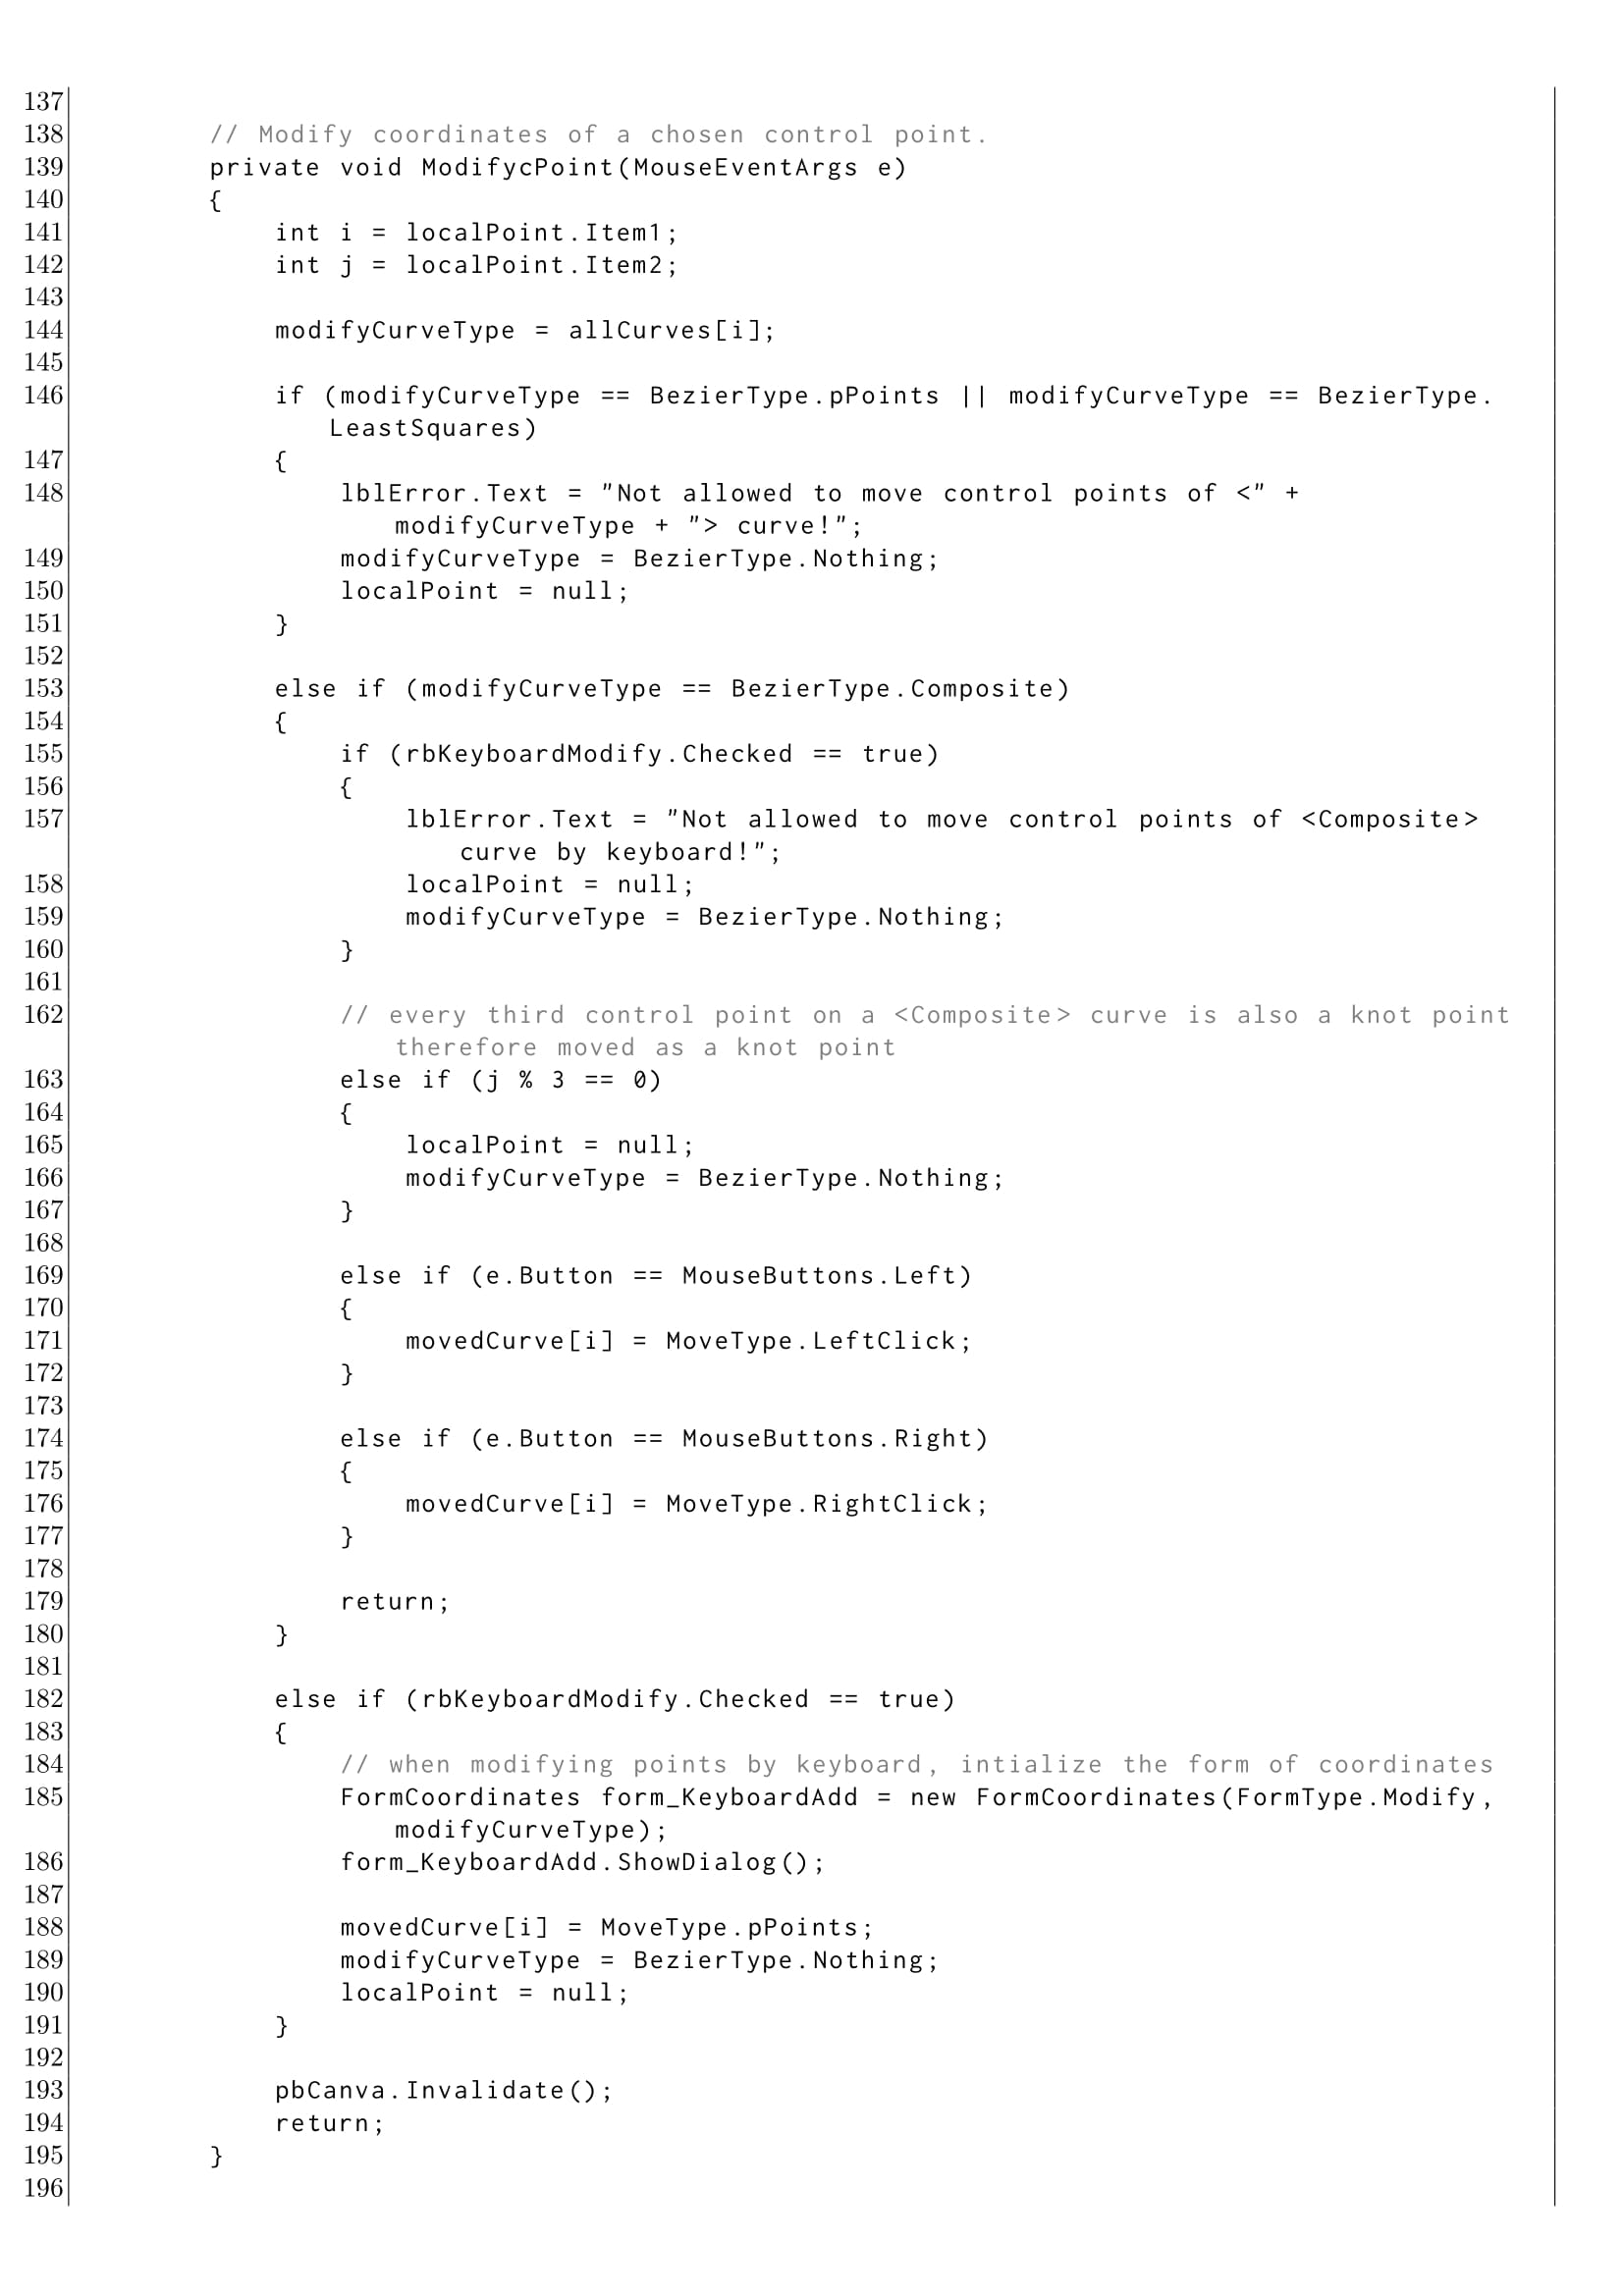 137
138 // Modify coordinates of a chosen control point.
139 private void ModifycPoint(MouseEventArgs e)
140 {
141 int i = localPoint.Item1;
142 int j = localPoint.Item2;
143
144 modifyCurveType = allCurves[i];
145
146 if (modifyCurveType == BezierType.pPoints || modifyCurveType == BezierType.
LeastSquares)
147 {
148 lblError.Text = "Not allowed to move control points of <" +
modifyCurveType + "> curve!";
149 modifyCurveType = BezierType.Nothing;
150 localPoint = null;
151 }
152
153 else if (modifyCurveType == BezierType.Composite)
154 {
155 if (rbKeyboardModify.Checked == true)
156 {
157 lblError.Text = "Not allowed to move control points of <Composite>
curve by keyboard!";
158 localPoint = null;
159 modifyCurveType = BezierType.Nothing;
160 }
161
162 // every third control point on a <Composite> curve is also a knot point
therefore moved as a knot point
163 else if (j % 3 == 0)
164 {
165 localPoint = null;
166 modifyCurveType = BezierType.Nothing;
167 }
168
169 else if (e.Button == MouseButtons.Left)
170 {
171 movedCurve[i] = MoveType.LeftClick;
172 }
173
174 else if (e.Button == MouseButtons.Right)
175 {
176 movedCurve[i] = MoveType.RightClick;
177 }
178
179 return;
180 }
181
182 else if (rbKeyboardModify.Checked == true)
183 {
184 // when modifying points by keyboard, intialize the form of coordinates
185 FormCoordinates form_KeyboardAdd = new FormCoordinates(FormType.Modify,
modifyCurveType);
186 form_KeyboardAdd.ShowDialog();
187
188 movedCurve[i] = MoveType.pPoints;
189 modifyCurveType = BezierType.Nothing;
190 localPoint = null;
191 }
192
193 pbCanva.Invalidate();
194 return;
195 }
196